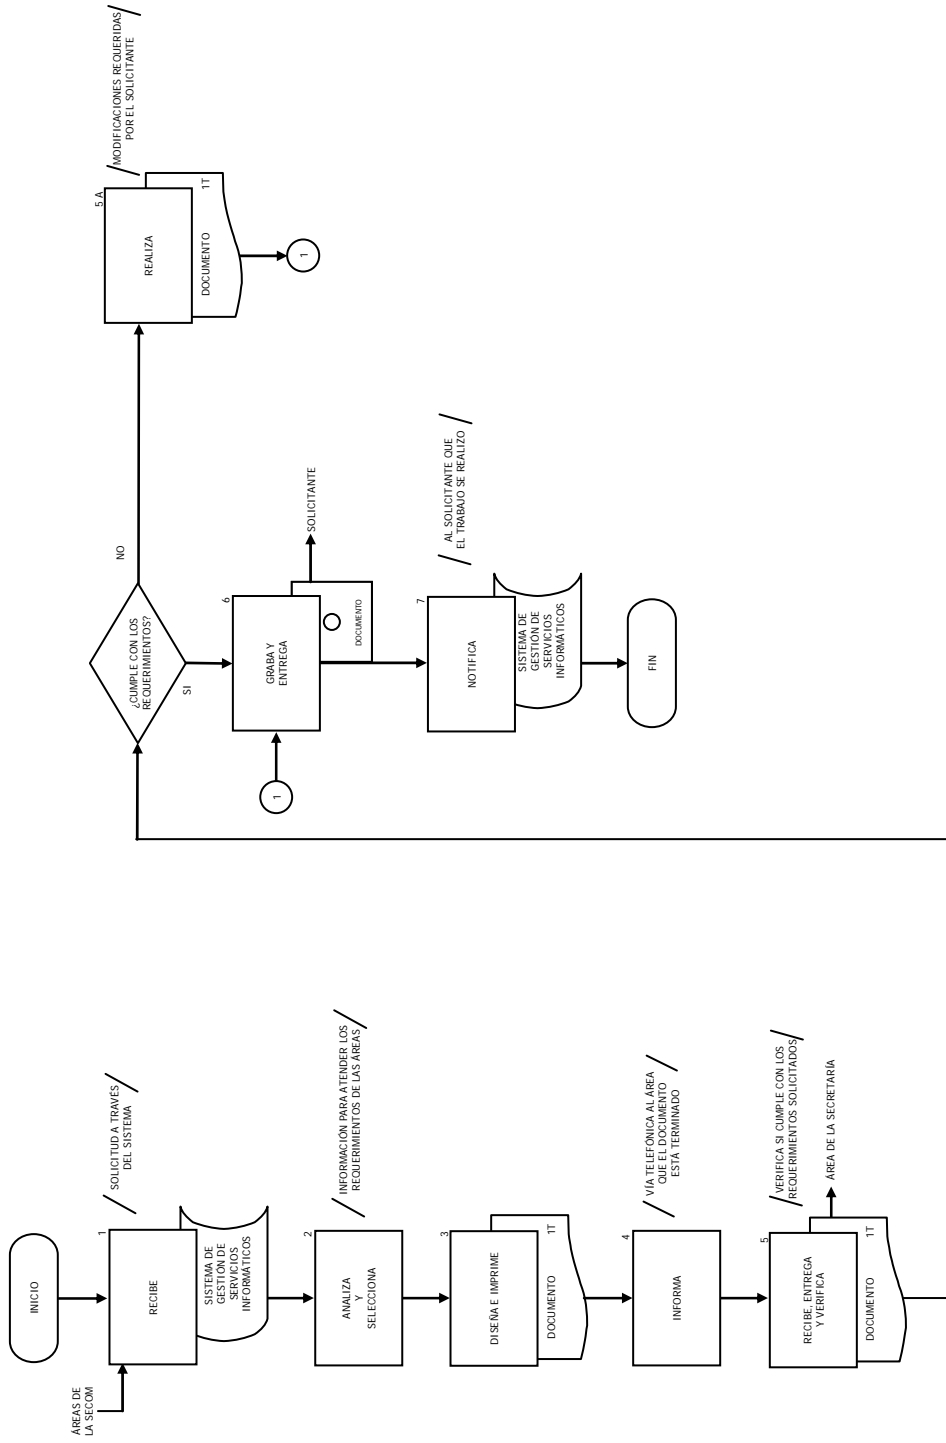 INICIO
ÁREAS DE
LA SECOM
1
RECIBE
SOLICITUD A TRAVÉS
DEL SISTEMA
SISTEMA DE
GESTIÓN DE
SERVICIOS
INFORMÁTICOS
2
ANALIZA
Y
SELECCIONA
INFORMACIÓN PARA ATENDER LOS
REQUERIMIENTOS DE LAS ÁREAS
3
DISEÑA E IMPRIME
DOCUMENTO
1T
4
INFORMA
VÍA TELEFÓNICA AL ÁREA
QUE EL DOCUMENTO
ESTÁ TERMINADO
5
RECIBE, ENTREGA
Y VERIFICA
VERIFICA SI CUMPLE CON LOS
REQUERIMIENTOS SOLICITADOS
ÁREA DE LA SECRETARÍA
DOCUMENTO
1T
¿CUMPLE CON LOS
REQUERIMIENTOS?
NO
SI
5 A
REALIZA
MODIFICACIONES REQUERIDAS
POR EL SOLICITANTE
DOCUMENTO
1T
1
1
6
GRABA Y
ENTREGA
DOCUMENTO
SOLICITANTE
7
NOTIFICA
AL SOLICITANTE QUE
EL TRABAJO SE REALIZO
SISTEMA DE
GESTIÓN DE
SERVICIOS
INFORMÁTICOS
FIN